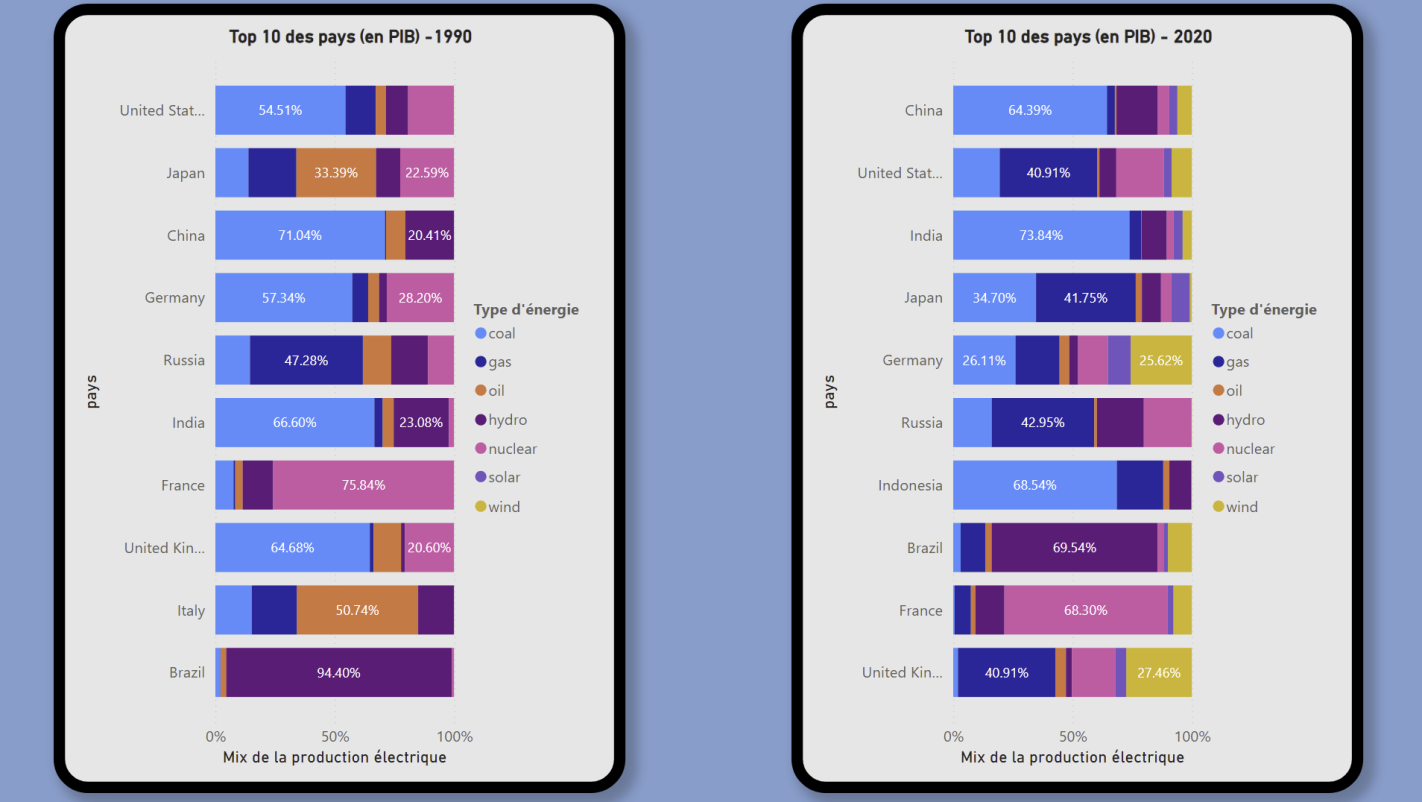 Top 10 des pays (en PIB) -1990
United Stat...
54.51%
Japan
33.39%
22.59%
China
71.04%
20.41%
Germany
57.34%
28.20%
Russia
47.28%
India
66.60%
23.08%
France
75.84%
United Kin...
64.68%
20.60%
Italy
50.74%
Brazil
94.40%
pays
0%
50%
100%
Mix de la production électrique
Type d'énergie
coal
gas
oil
hydro
nuclear
solar
wind
Top 10 des pays (en PIB) - 2020
China
64.39%
United Stat...
40.91%
India
73.84%
Japan
34.70%
41.75%
Germany
26.11%
25.62%
Russia
42.95%
Indonesia
68.54%
Brazil
69.54%
France
68.30%
United Kin...
40.91%
27.46%
pays
0%
50%
100%
Mix de la production électrique
Type d'énergie
coal
gas
oil
hydro
nuclear
solar
wind